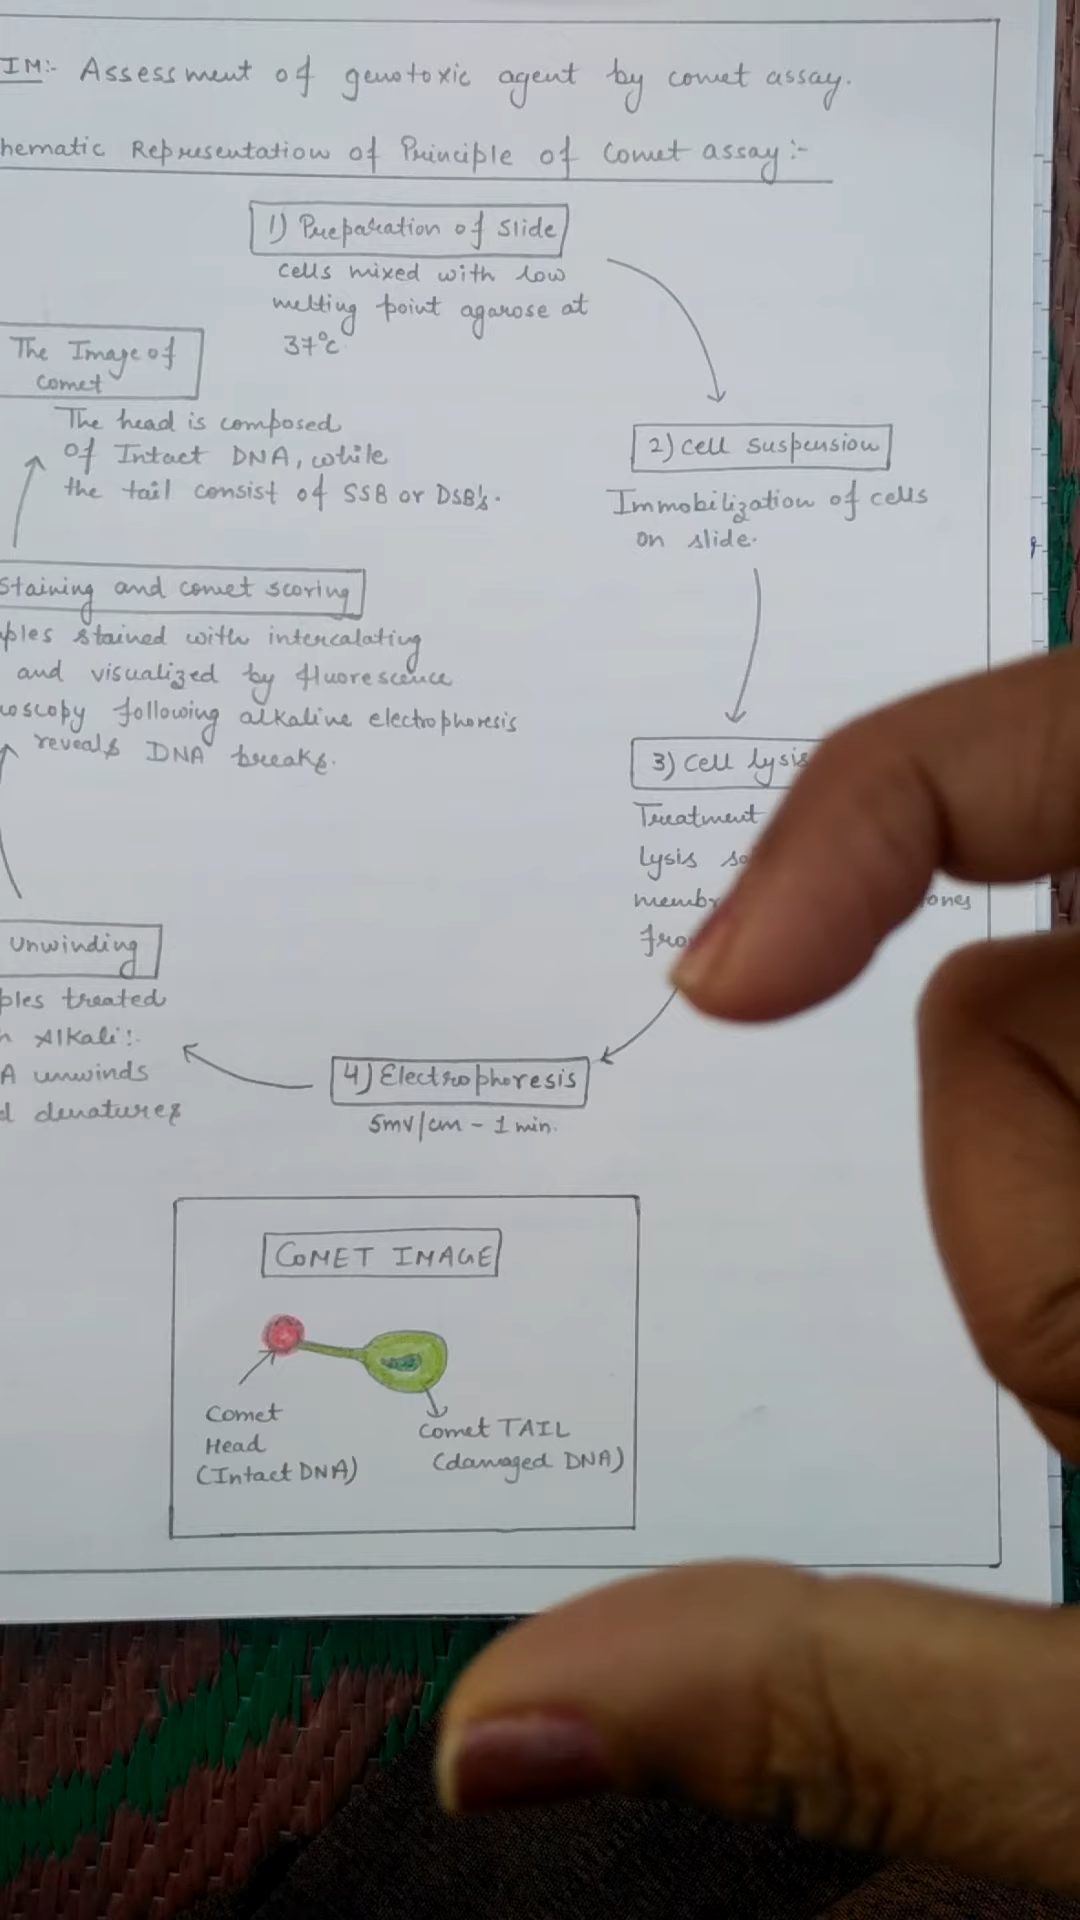 IM:- Assessment of genotoxic agent by comet assay.
hematic Representation of Principle of Comet assay:-
1) Preparation of slide
cells mixed with low
melting point agarose at
37°c.
2) cell suspension
Immobilization of cells
on slide.
3) cell lysis
Treatment
lysis so
membr ones
fro
4) Electrophoresis
5mv/cm - 1 min.
unwinding
ples treated
h Alkali:.
A unwinds
d denatures
Staining and comet scoring
ples stained with intercalating
and visualized by fluorescence
oscopy following alkaline electrophoresis
reveals DNA breaks.
The Image of
comet
The head is composed
of Intact DNA, while
the tail consist of SSB or DSB's.
COMET IMAGE
Comet
Head
(Intact DNA)
Comet TAIL
(damaged DNA)